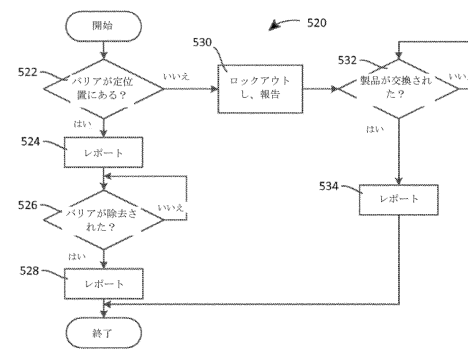 520
開始
522
バリアが定位
置にある？
いいえ
530
ロックアウト
し、報告
532
製品が交換され
た？
はい
はい
524
レポート
526
バリアが除去さ
れた？
いいえ
534
レポート
はい
528
レポート
終了